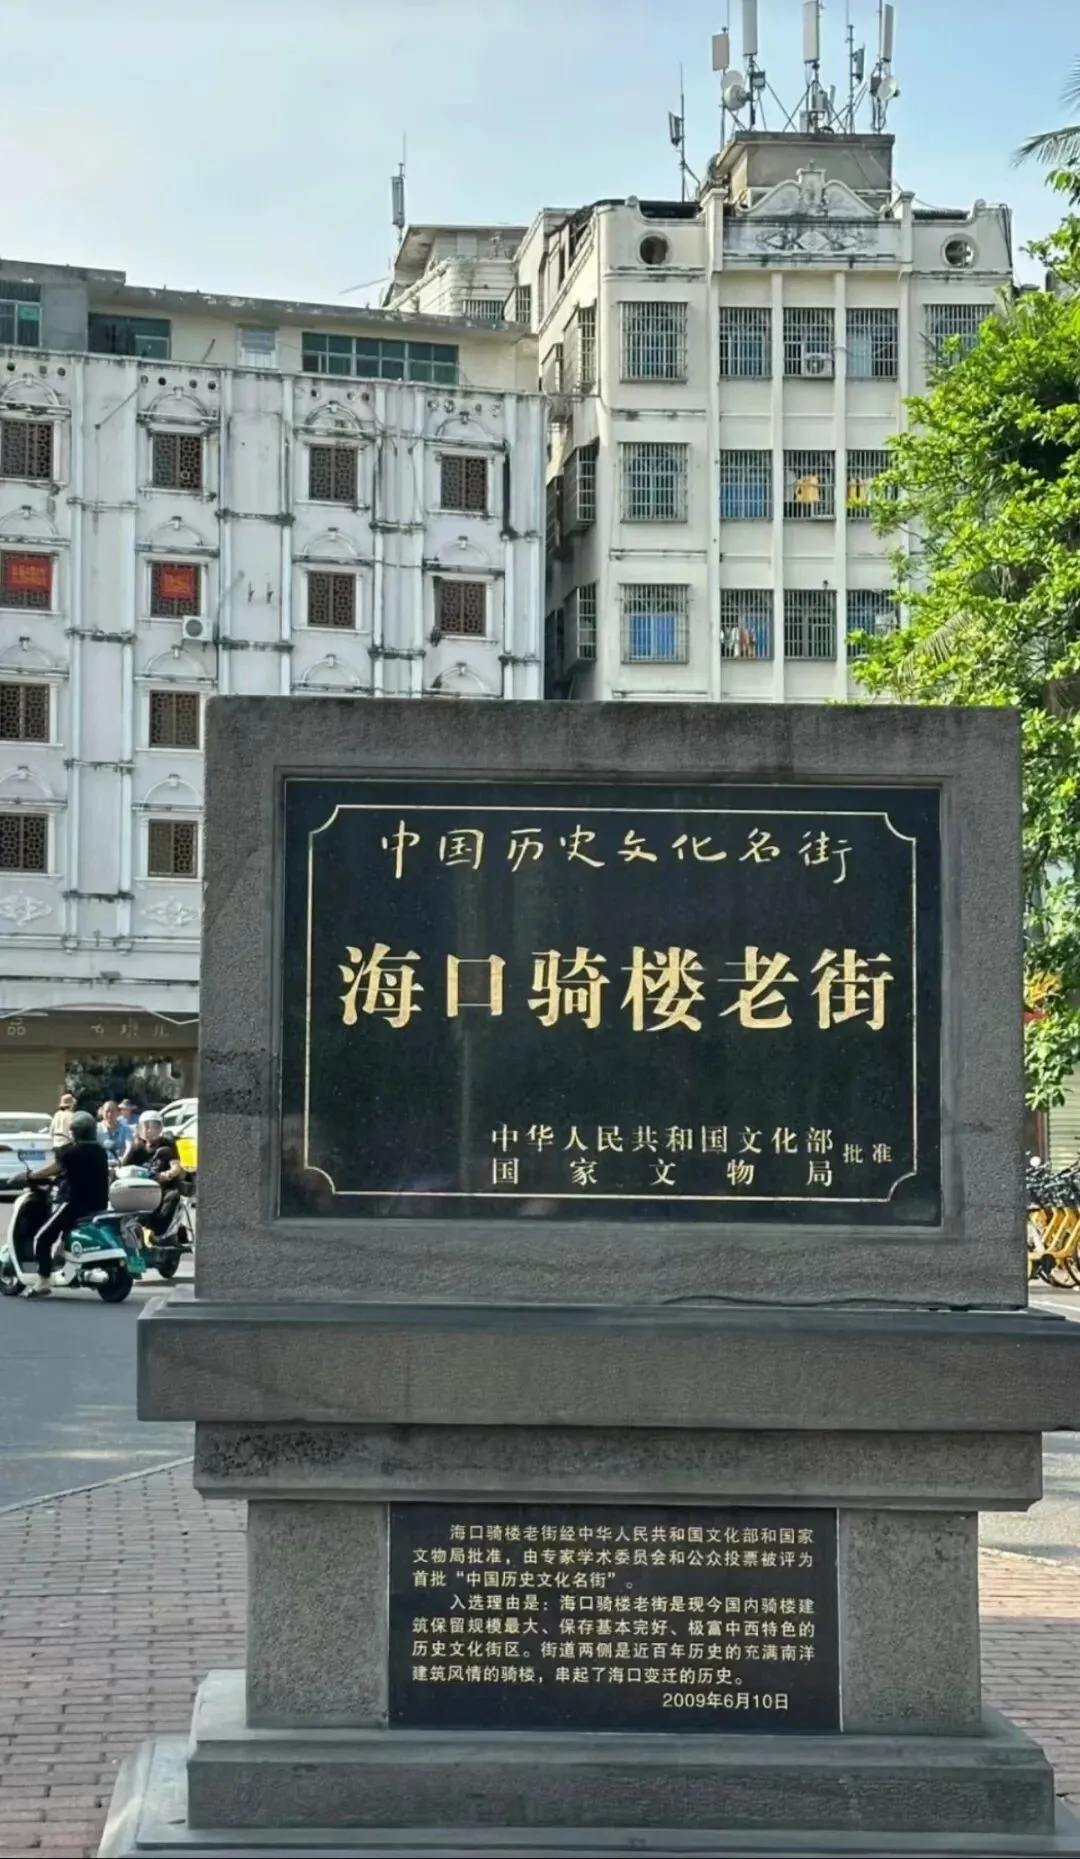 中国历史文化名街
海口骑楼老街
中华人民共和国文化部
国家文物局
批准
海口骑楼老街经中华人民共和国文化部和国家
文物局批准，由专家学术委员会和公众投票被评为
首批“中国历史文化名街”。
入选理由是：海口骑楼老街是现今国内骑楼建
筑保留规模最大、保存基本完好、极富中西特色的
历史文化街区。街道两侧是近百年历史的充满南洋
建筑风情的骑楼，串起了海口变迁的历史。
2009年6月10日